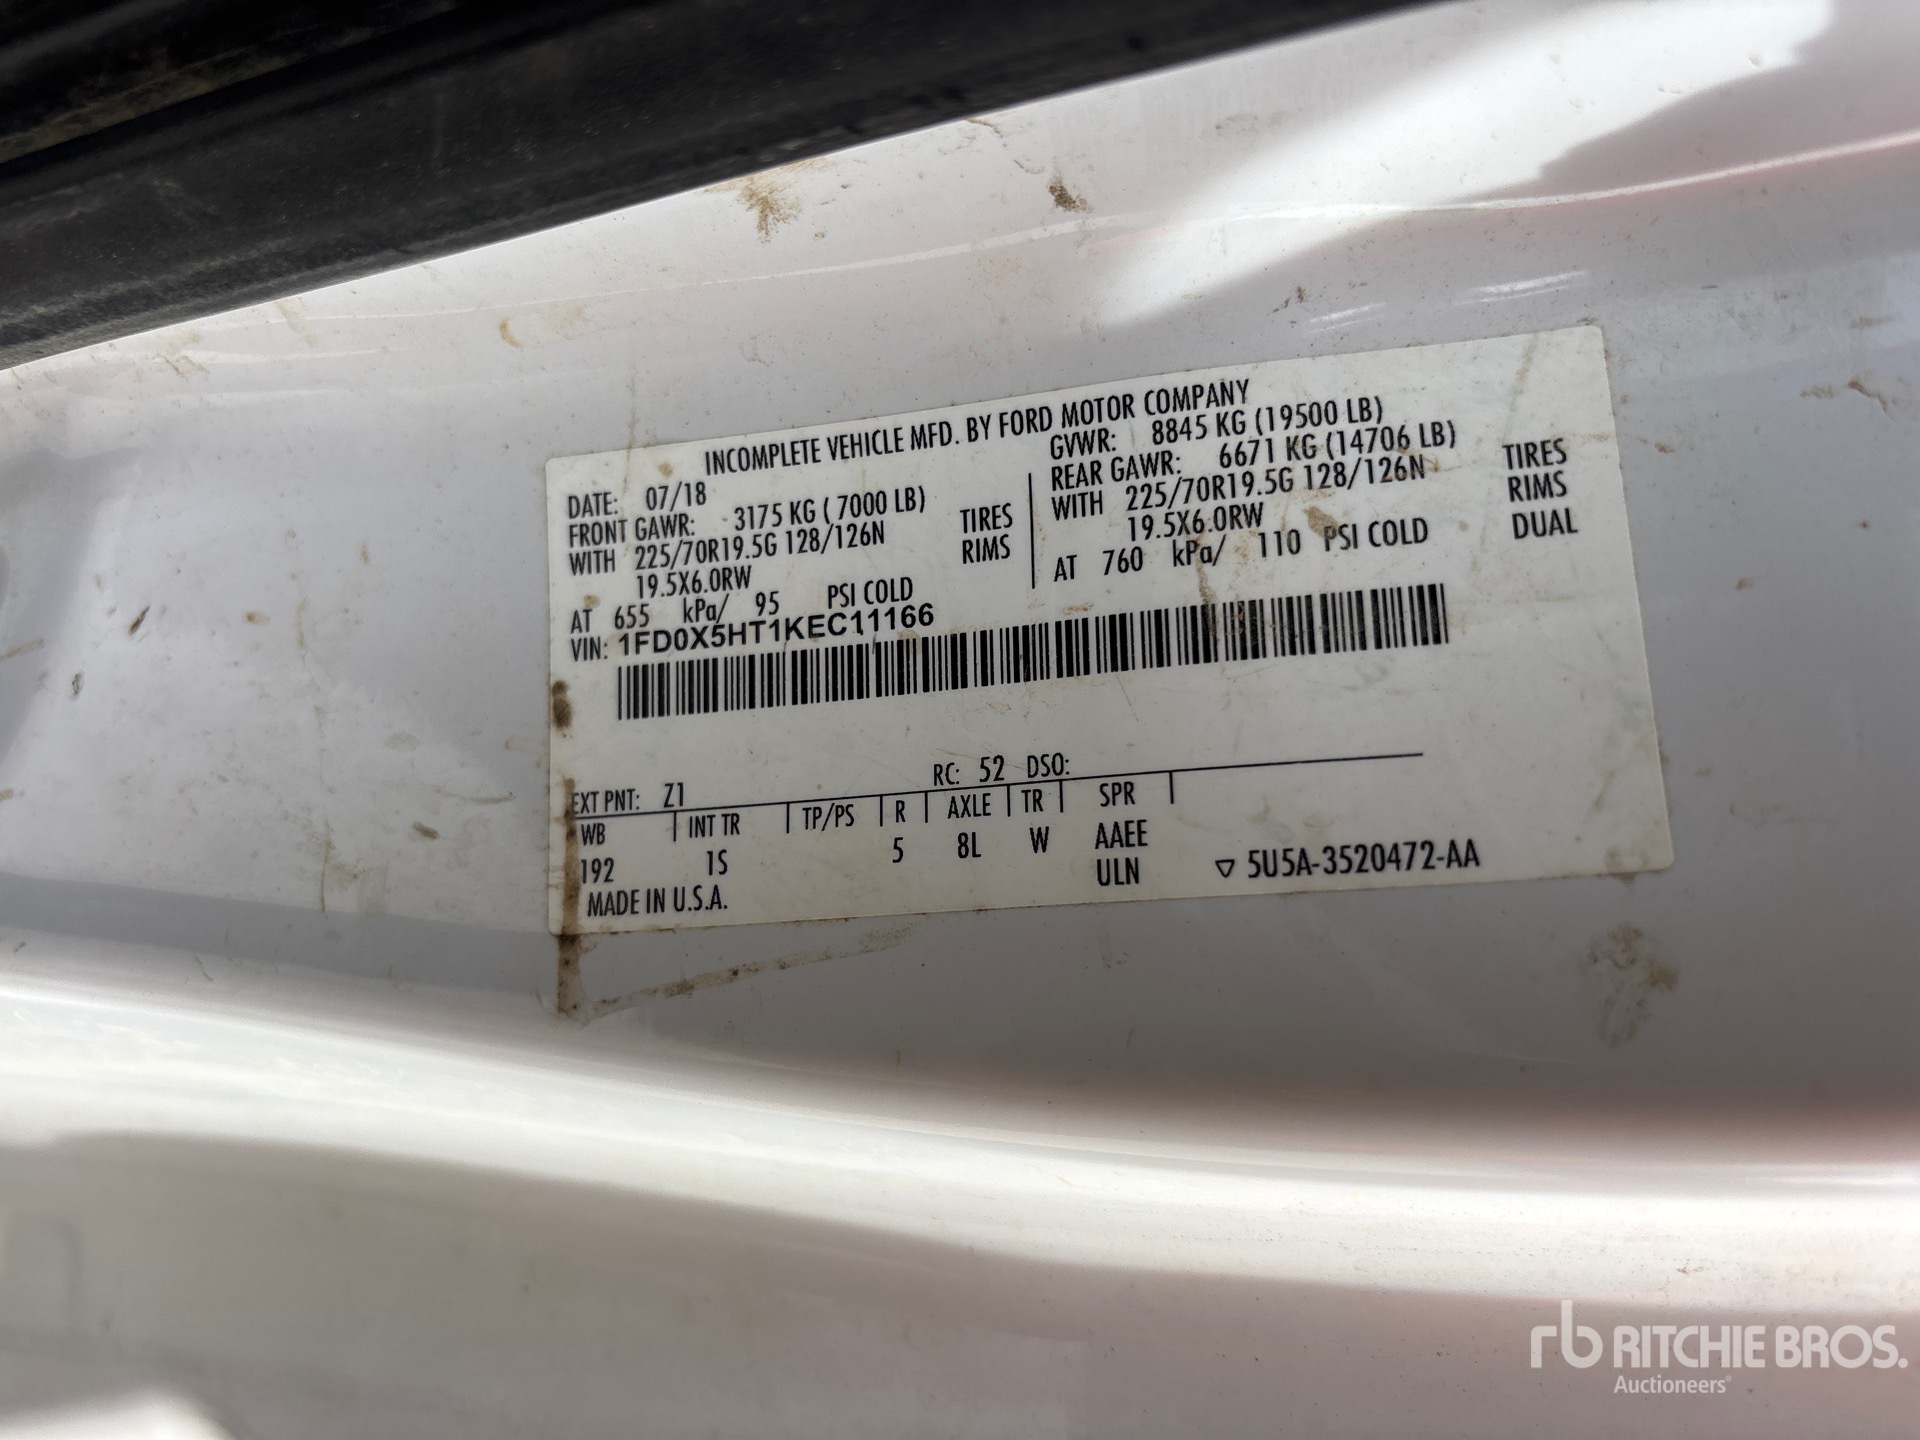 INCOMPLETE VEHICLE MFD. BY FORD MOTOR COMPANY
DATE: 07/18
FRONT GAWR: 3175 KG ( 7000 LB)
WITH 225/70R19.5G 128/126N TIRES
19.5X6.0RW RIMS
AT 655 kPa/ 95 PSI COLD
GVWR: 8845 KG (19500 LB)
REAR GAWR: 6671 KG (14706 LB)
WITH 225/70R19.5G 128/126N TIRES
19.5X6.0RW RIMS
AT 760 kPa/ 110 PSI COLD DUAL
VIN: 1FD0X5HT1KEC11166
EXT PNT: Z1 RC: 52 DSO:
WB INT TR TP/PS R AXLE TR SPR
192 1S 5 8L W AAEE
ULN
MADE IN U.S.A. ▽ 5U5A-3520472-AA
rb RITCHIE BROS.
Auctioneers